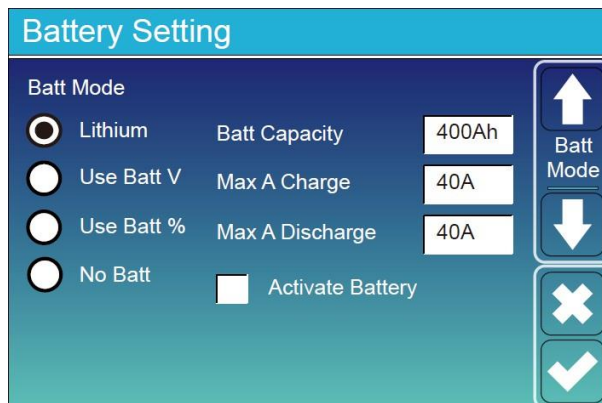 Battery Setting
Batt Mode
Lithium
Batt Capacity
400Ah
Use Batt V
Max A Charge
40A
Use Batt %
Max A Discharge
40A
No Batt
Activate Battery
Batt
Mode